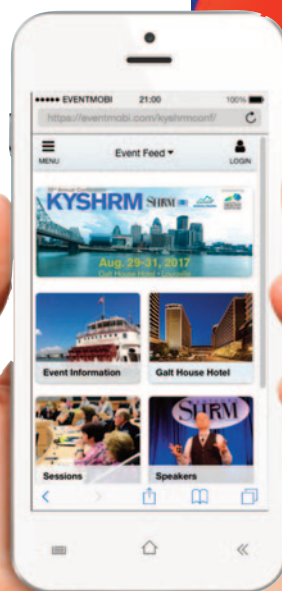 EVENTMOBI 21:00 100%
https://eventmobi.com/kyshrmconf/
MENU Event Feed LOGIN
KYSHRM SHRM
Aug. 29-31, 2017
Galt House Hotel • Louisville
Event Information Galt House Hotel
SHRM
Sessions Speakers